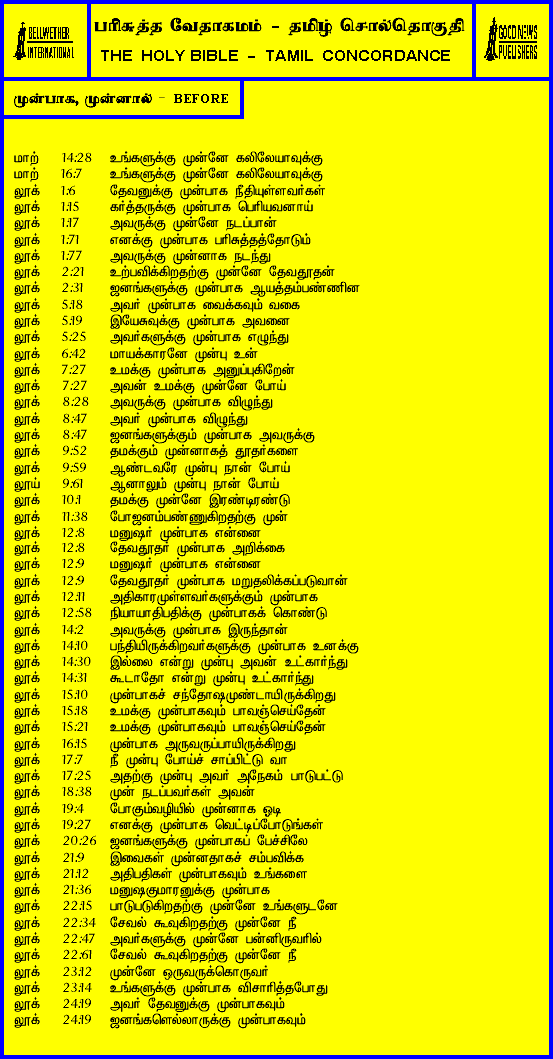 BELLWETHER
INTERNATIONAL
பரிசுத்த வேதாகமம் - தமிழ் சொல்தொகுதி
THE HOLY BIBLE - TAMIL CONCORDANCE
GOOD NEWS
PUBLISHERS
முன்பாக, முன்னால் - BEFORE
மாற் 14:28 உங்களுக்கு முன்னே கலிலேயாவுக்கு
மாற் 16:7 உங்களுக்கு முன்னே கலிலேயாவுக்கு
லூக் 1:6 தேவனுக்கு முன்பாக நீதியுள்ளவர்கள்
லூக் 1:15 கர்த்தருக்கு முன்பாக பெரியவனாய்
லூக் 1:17 அவருக்கு முன்னே நடப்பான்
லூக் 1:71 எனக்கு முன்பாக பரிசுத்தத்தோடும்
லூக் 1:77 அவருக்கு முன்னாக நடந்து
லூக் 2:21 உற்பவிக்கிறதற்கு முன்னே தேவதூதன்
லூக் 2:31 ஜனங்களுக்கு முன்பாக ஆயத்தம்பண்ணின
லூக் 5:18 அவர் முன்பாக வைக்கவும் வகை
லூக் 5:19 இயேசுவுக்கு முன்பாக அவனை
லூக் 5:25 அவர்களுக்கு முன்பாக எழுந்து
லூக் 6:42 மாயக்காரனே முன்பு உன்
லூக் 7:27 உமக்கு முன்பாக அனுப்புகிறேன்
லூக் 7:27 அவன் உமக்கு முன்னே போய்
லூக் 8:28 அவருக்கு முன்பாக விழுந்து
லூக் 8:47 அவர் முன்பாக விழுந்து
லூக் 8:47 ஜனங்களுக்கும் முன்பாக அவருக்கு
லூக் 9:52 தமக்கும் முன்னாகத் தூதர்களை
லூக் 9:59 ஆண்டவரே முன்பு நான் போய்
லூய் 9:61 ஆனாலும் முன்பு நான் போய்
லூக் 10:1 தமக்கு முன்னே இரண்டிரண்டு
லூக் 11:38 போஜனம்பண்ணுகிறதற்கு முன்
லூக் 12:8 மனுஷர் முன்பாக என்னை
லூக் 12:8 தேவதூதர் முன்பாக அறிக்கை
லூக் 12:9 மனுஷர் முன்பாக என்னை
லூக் 12:9 தேவதூதர் முன்பாக மறுதலிக்கப்படுவான்
லூக் 12:11 அதிகாரமுள்ளவர்களுக்கும் முன்பாக
லூக் 12:58 நியாயாதிபதிக்கு முன்பாகக் கொண்டு
லூக் 14:2 அவருக்கு முன்பாக இருந்தான்
லூக் 14:10 பந்தியிருக்கிறவர்களுக்கு முன்பாக உனக்கு
லூக் 14:30 இல்லை என்று முன்பு அவன் உட்கார்ந்து
லூக் 14:31 கூடாதோ என்று முன்பு உட்கார்ந்து
லூக் 15:10 முன்பாகச் சந்தோஷமுண்டாயிருக்கிறது
லூக் 15:18 உமக்கு முன்பாகவும் பாவஞ்செய்தேன்
லூக் 15:21 உமக்கு முன்பாகவும் பாவஞ்செய்தேன்
லூக் 16:15 முன்பாக அருவருப்பாயிருக்கிறது
லூக் 17:7 நீ முன்பு போய்ச் சாப்பிட்டு வா
லூக் 17:25 அதற்கு முன்பு அவர் அநேகம் பாடுபட்டு
லூக் 18:38 முன் நடப்பவர்கள் அவன்
லூக் 19:4 போகும்வழியில் முன்னாக ஓடி
லூக் 19:27 எனக்கு முன்பாக வெட்டிப்போடுங்கள்
லூக் 20:26 ஜனங்களுக்கு முன்பாகப் பேச்சிலே
லூக் 21:9 இவைகள் முன்னதாகச் சம்பவிக்க
லூக் 21:12 அதிபதிகள் முன்பாகவும் உங்களை
லூக் 21:36 மனுஷகுமாரனுக்கு முன்பாக
லூக் 22:15 பாடுபடுகிறதற்கு முன்னே உங்களுடனே
லூக் 22:34 சேவல் கூவுகிறதற்கு முன்னே நீ
லூக் 22:47 அவர்களுக்கு முன்னே பன்னிருவரில்
லூக் 22:61 சேவல் கூவுகிறதற்கு முன்னே நீ
லூக் 23:12 முன்னே ஒருவருக்கொருவர்
லூக் 23:14 உங்களுக்கு முன்பாக விசாரித்தபோது
லூக் 24:19 அவர் தேவனுக்கு முன்பாகவும்
லூக் 24:19 ஜனங்களெல்லாருக்கு முன்பாகவும்